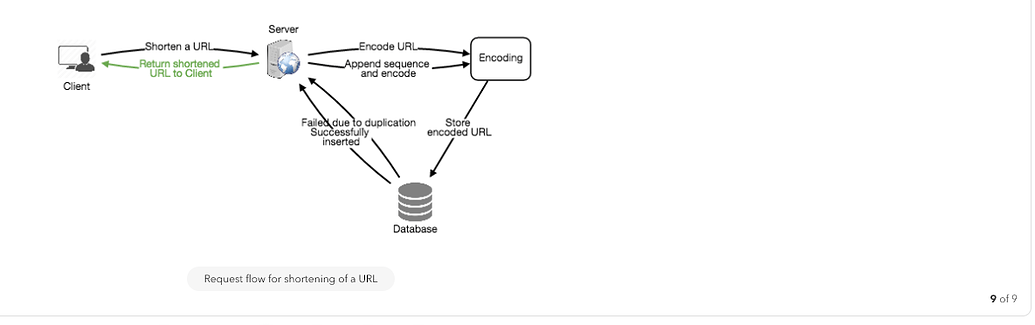 Server
Shorten a URL
Encode URL
Return shortened
URL to Client
Append sequence
and encode
Encoding
Client
Failed due to duplication
Successfully
inserted
Store
encoded URL
Database
Request flow for shortening of a URL
9 of 9